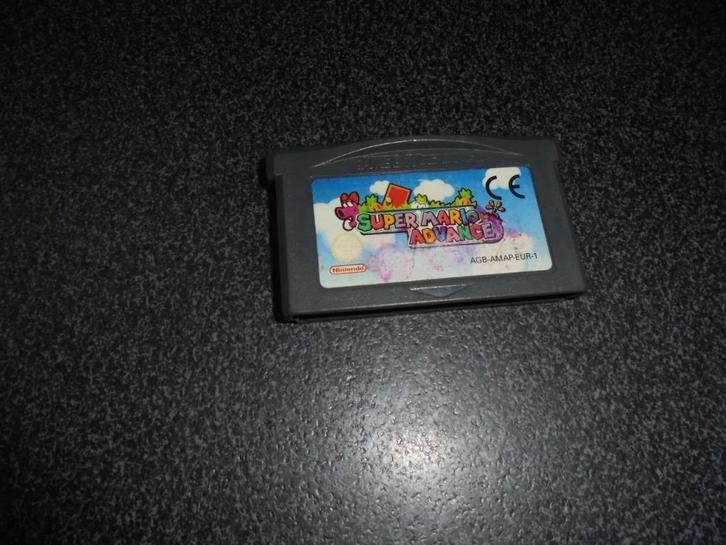 CE
SUPER MARIO
ADVANCE
Nintendo
AGB-AMAP-EUR-1